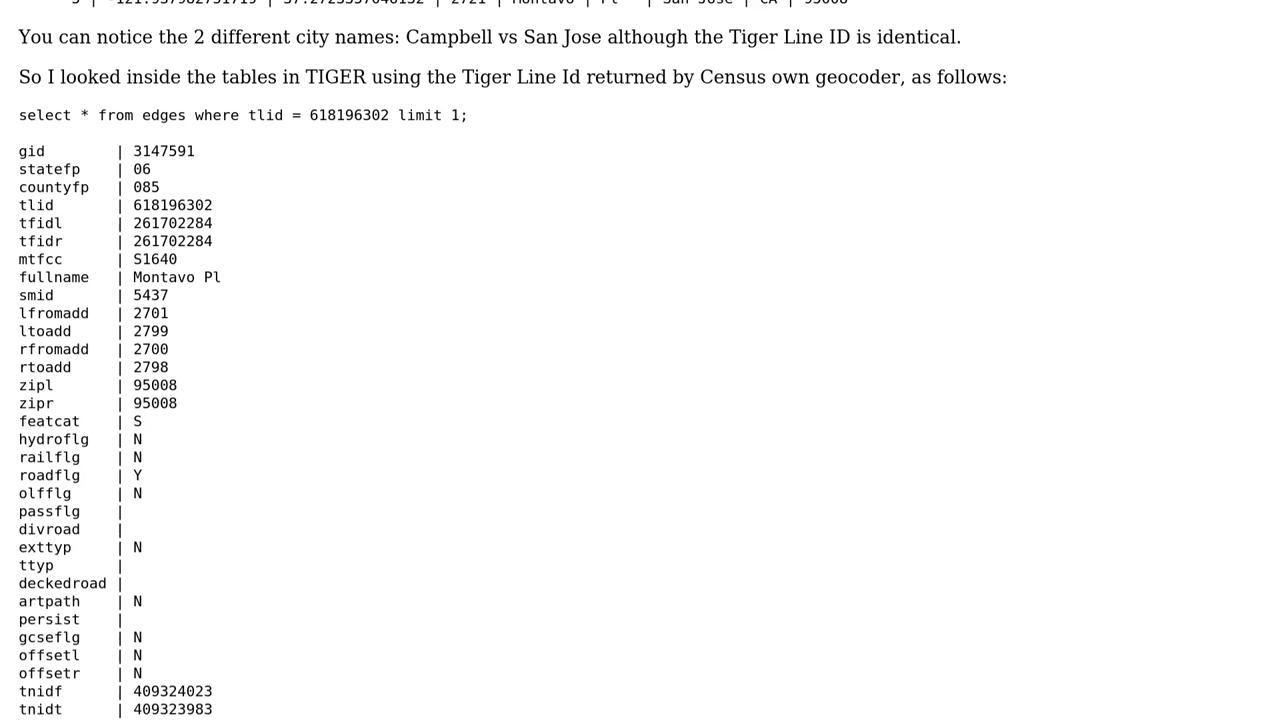 You can notice the 2 different city names: Campbell vs San Jose although the Tiger Line ID is identical.
So I looked inside the tables in TIGER using the Tiger Line Id returned by Census own geocoder, as follows:
select * from edges where tlid = 618196302 limit 1;
gid        | 3147591
statefp    | 06
countyfp   | 085
tlid       | 618196302
tfidl      | 261702284
tfidr      | 261702284
mtfcc      | S1640
fullname   | Montavo Pl
smid       | 5437
lfromadd   | 2701
ltoadd     | 2799
rfromadd   | 2700
rtoadd     | 2798
zipl       | 95008
zipr       | 95008
featcat    | S
hydroflg   | N
railflg    | N
roadflg    | Y
olfflg     | N
passflg    |
divroad    |
exttyp     | N
ttyp       |
deckedroad |
artpath    | N
persist    |
gcseflg    | N
offsetl    | N
offsetr    | N
tnidf      | 409324023
tnidt      | 409323983